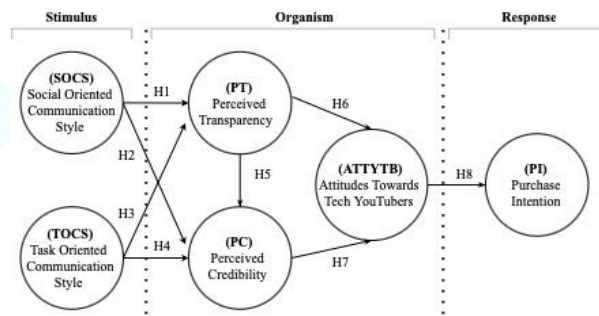 Stimulus
Organism
Response
(SOCS)
Social Oriented
Communication
Style
H1
(PT)
Perceived
Transparency
H6
H2
H5
(ATTYTB)
Attitudes Towards
Tech YouTubers
H8
(PI)
Purchase
Intention
H3
(TOCS)
Task Oriented
Communication
Style
H4
(PC)
Perceived
Credibility
H7